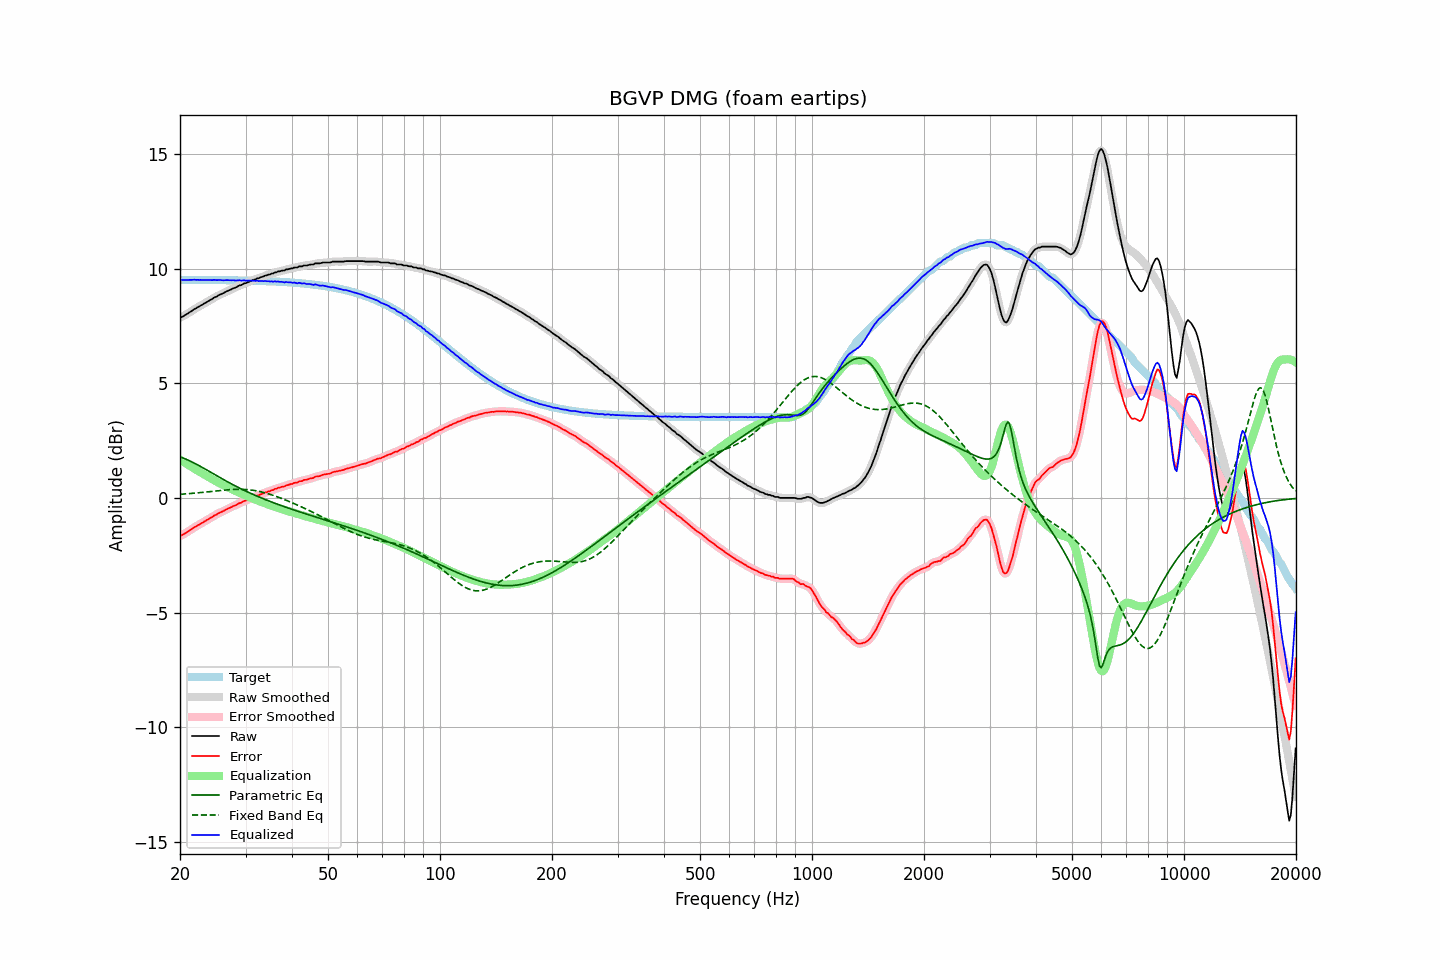 BGVP DMG (foam eartips)
Amplitude (dBr)
15
10
5
0
−5
−10
−15
Target
Raw Smoothed
Error Smoothed
Raw
Error
Equalization
Parametric Eq
Fixed Band Eq
Equalized
20 50 100 200 500 1000 2000 5000 10000 20000
Frequency (Hz)